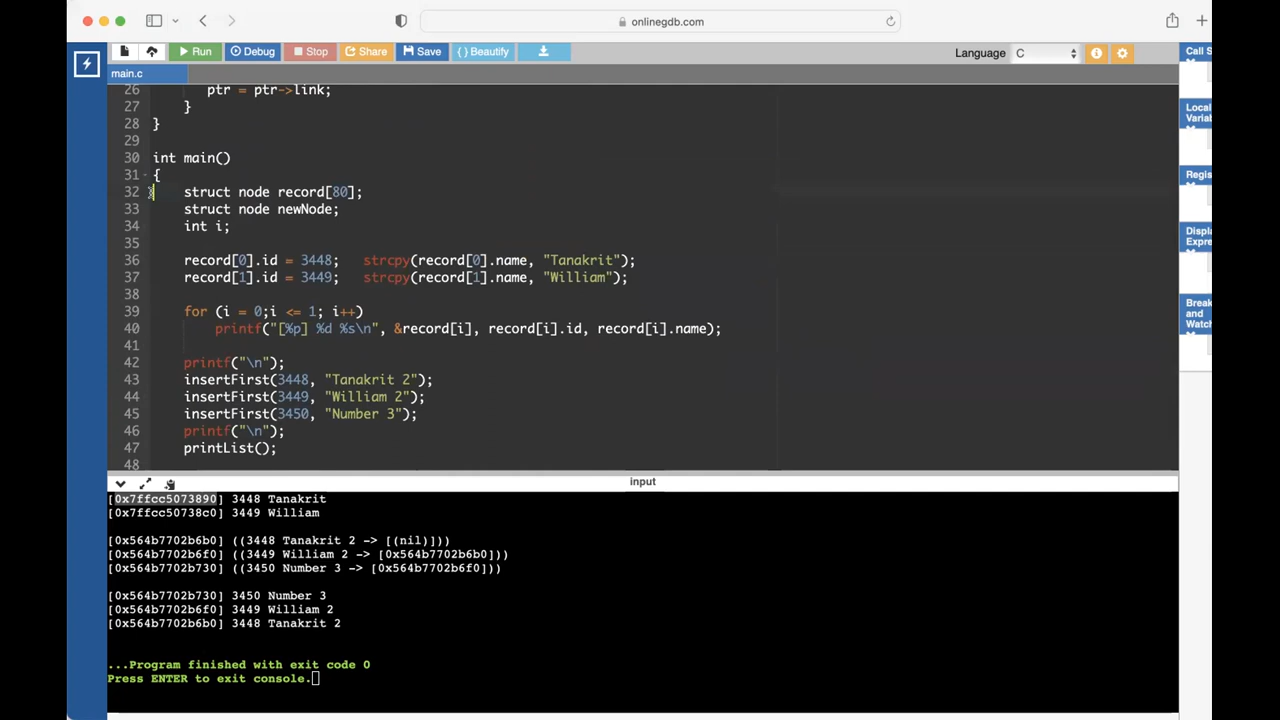 onlinegdb.com
Run Debug Stop Share Save { } Beautify Language C
main.c
26 ptr = ptr->link;
27 }
28 }
29
30 int main()
31 {
32 struct node record[80];
33 struct node newNode;
34 int i;
35
36 record[0].id = 3448; strcpy(record[0].name, "Tanakrit");
37 record[1].id = 3449; strcpy(record[1].name, "William");
38
39 for (i = 0;i <= 1; i++)
40 printf("[%p] %d %s\n", &record[i], record[i].id, record[i].name);
41
42 printf("\n");
43 insertFirst(3448, "Tanakrit 2");
44 insertFirst(3449, "William 2");
45 insertFirst(3450, "Number 3");
46 printf("\n");
47 printList();
48
Call S
Local
Varia
Regis
Displ
Expre
Break
and
Watch
input
[0x7ffcc5073890] 3448 Tanakrit
[0x7ffcc50738c0] 3449 William
[0x564b7702b6b0] ((3448 Tanakrit 2 -> [(nil)]))
[0x564b7702b6f0] ((3449 William 2 -> [0x564b7702b6b0]))
[0x564b7702b730] ((3450 Number 3 -> [0x564b7702b6f0]))
[0x564b7702b730] 3450 Number 3
[0x564b7702b6f0] 3449 William 2
[0x564b7702b6b0] 3448 Tanakrit 2
...Program finished with exit code 0
Press ENTER to exit console.